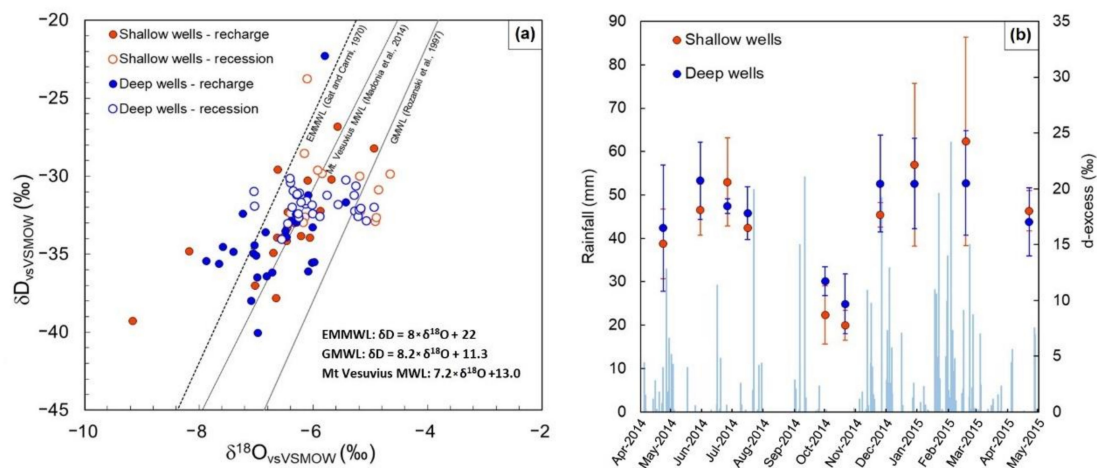 (a)
Shallow wells - recharge
Shallow wells - recession
Deep wells - recharge
Deep wells - recession
EMMWL (Gat and Carmi, 1970)
Mt. Vesuvius MWL (Madonia et al., 2014)
GMWL (Rozanski et al., 1997)
−20
−25
−30
−35
−40
−45
δD vsVSMOW (‰)
EMMWL: δD = 8×δ¹⁸O + 22
GMWL: δD = 8.2×δ¹⁸O + 11.3
Mt Vesuvius MWL: 7.2×δ¹⁸O +13.0
−10
−8
−6
−4
−2
δ¹⁸O vsVSMOW (‰)
(b)
Shallow wells
Deep wells
90
80
70
60
50
40
30
20
10
0
Rainfall (mm)
35
30
25
20
15
10
5
0
d-excess (‰)
Apr-2014
May-2014
Jun-2014
Jul-2014
Aug-2014
Sep-2014
Oct-2014
Nov-2014
Dec-2014
Jan-2015
Feb-2015
Mar-2015
Apr-2015
May-2015